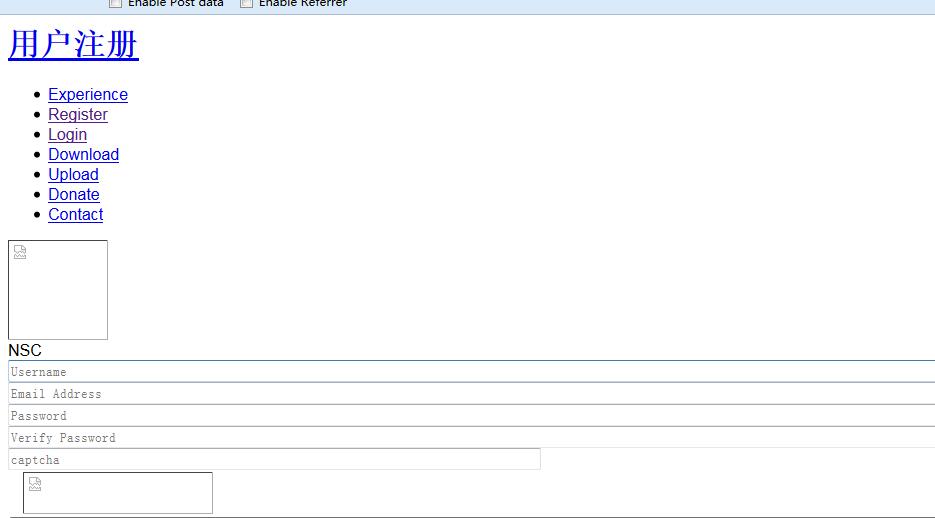 Enable Post data Enable Referrer
用户注册
Experience
Register
Login
Download
Upload
Donate
Contact
NSC
Username
Email Address
Password
Verify Password
captcha